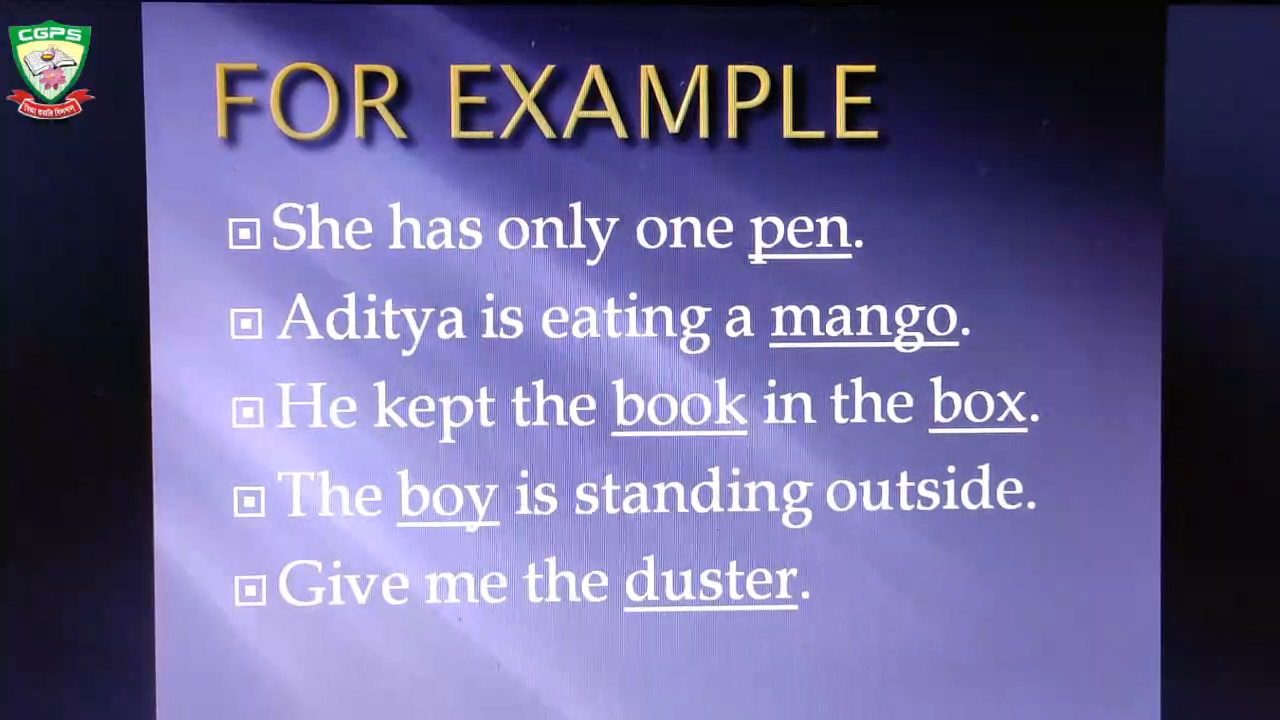 CGPS
FOR EXAMPLE
She has only one pen.
Aditya is eating a mango.
He kept the book in the box.
The boy is standing outside.
Give me the duster.